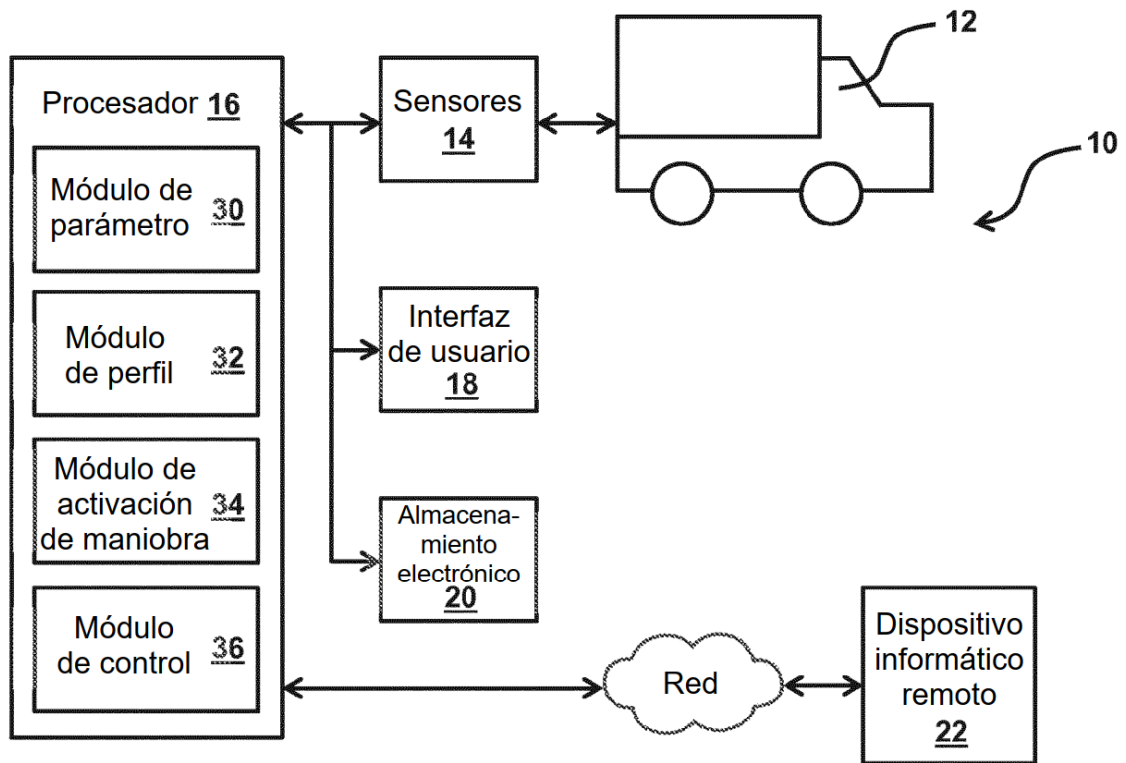 Procesador 16
Módulo de
parámetro 30
Módulo
de perfil 32
Módulo de
activación
de maniobra 34
Módulo
de control 36
Sensores
14
12
10
Interfaz
de usuario
18
Almacena-
miento
electrónico
20
Red
Dispositivo
informático
remoto
22